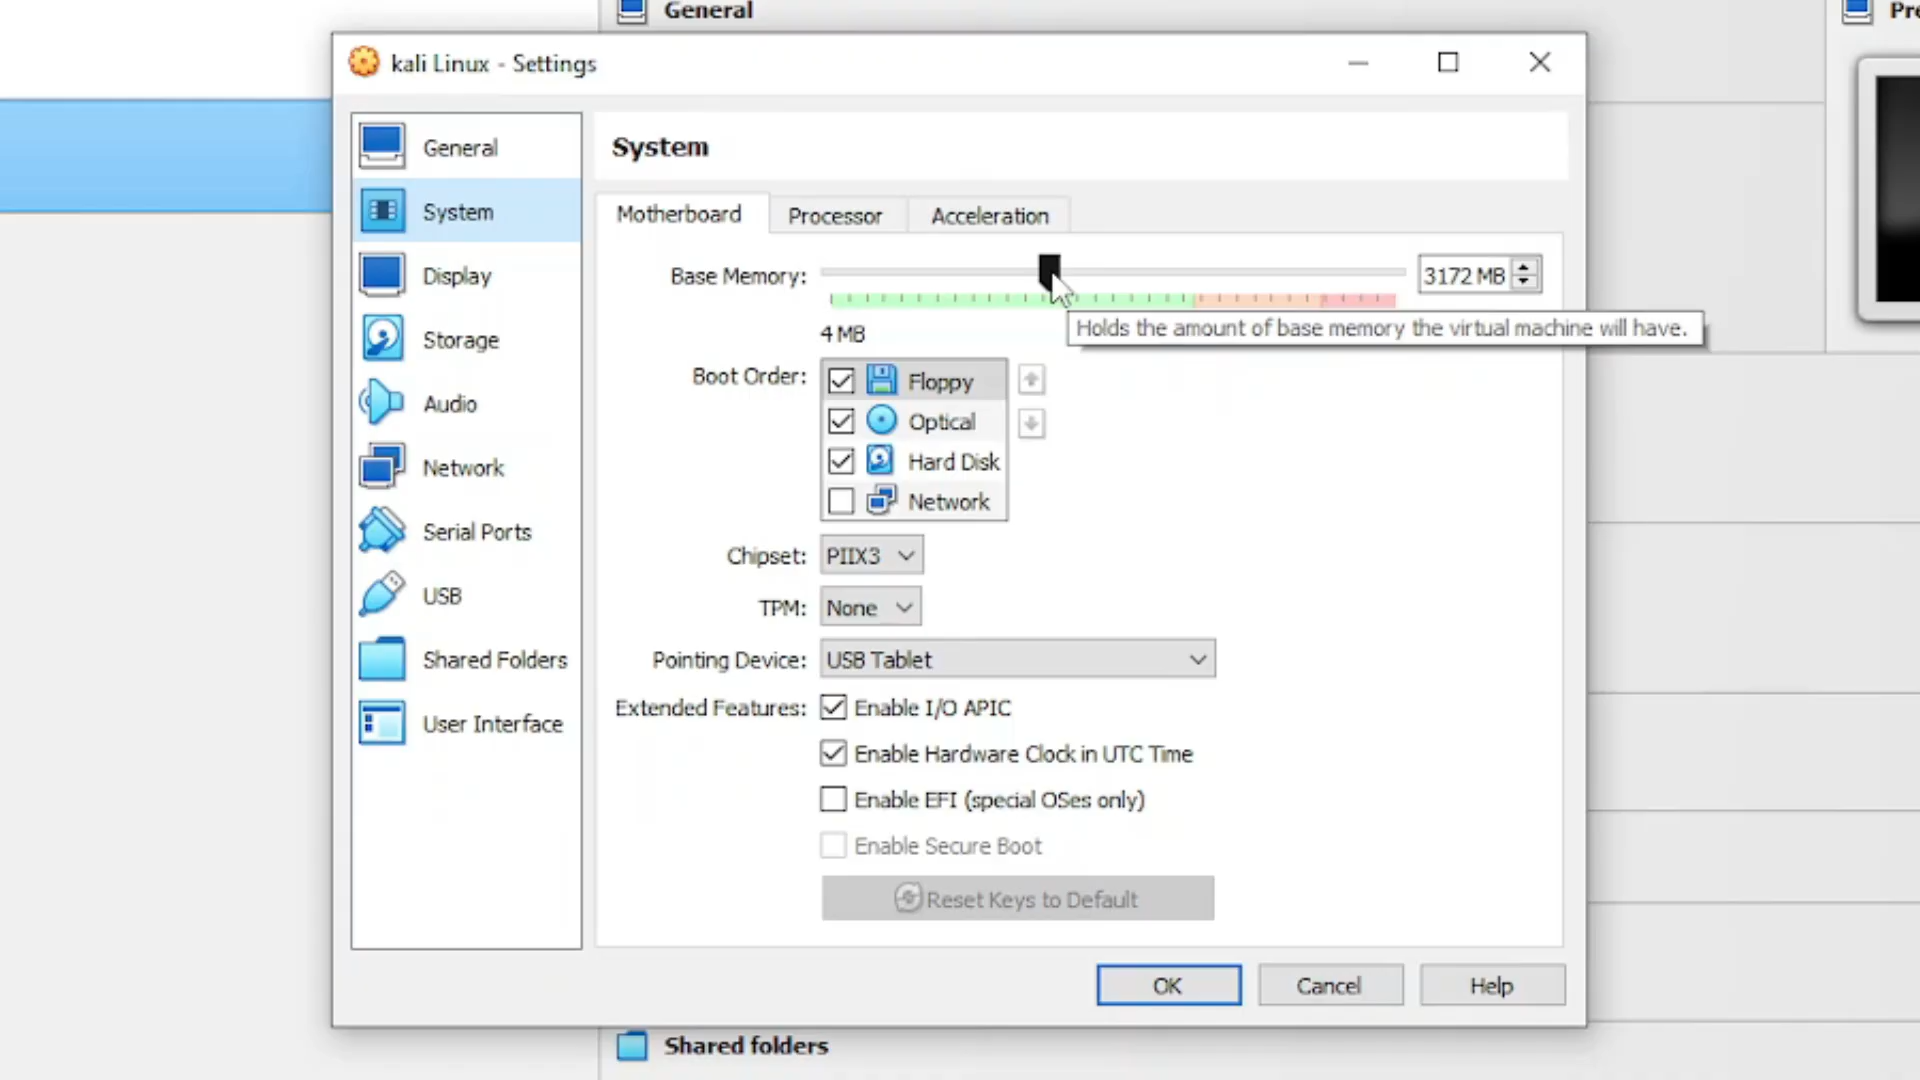 General
Pre
kali Linux - Settings
General
System
Display
Storage
Audio
Network
Serial Ports
USB
Shared Folders
User Interface
System
Motherboard
Processor
Acceleration
Base Memory:
3172 MB
4 MB
Holds the amount of base memory the virtual machine will have.
Boot Order:
Floppy
Optical
Hard Disk
Network
Chipset:
PIIX3
TPM:
None
Pointing Device:
USB Tablet
Extended Features:
Enable I/O APIC
Enable Hardware Clock in UTC Time
Enable EFI (special OSes only)
Enable Secure Boot
Reset Keys to Default
OK
Cancel
Help
Shared folders